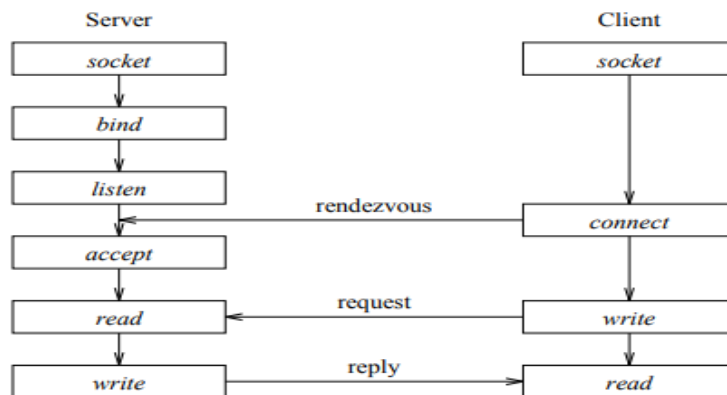 Server Client
socket socket
bind
listen
rendezvous
connect
accept
request
read write
reply
write read